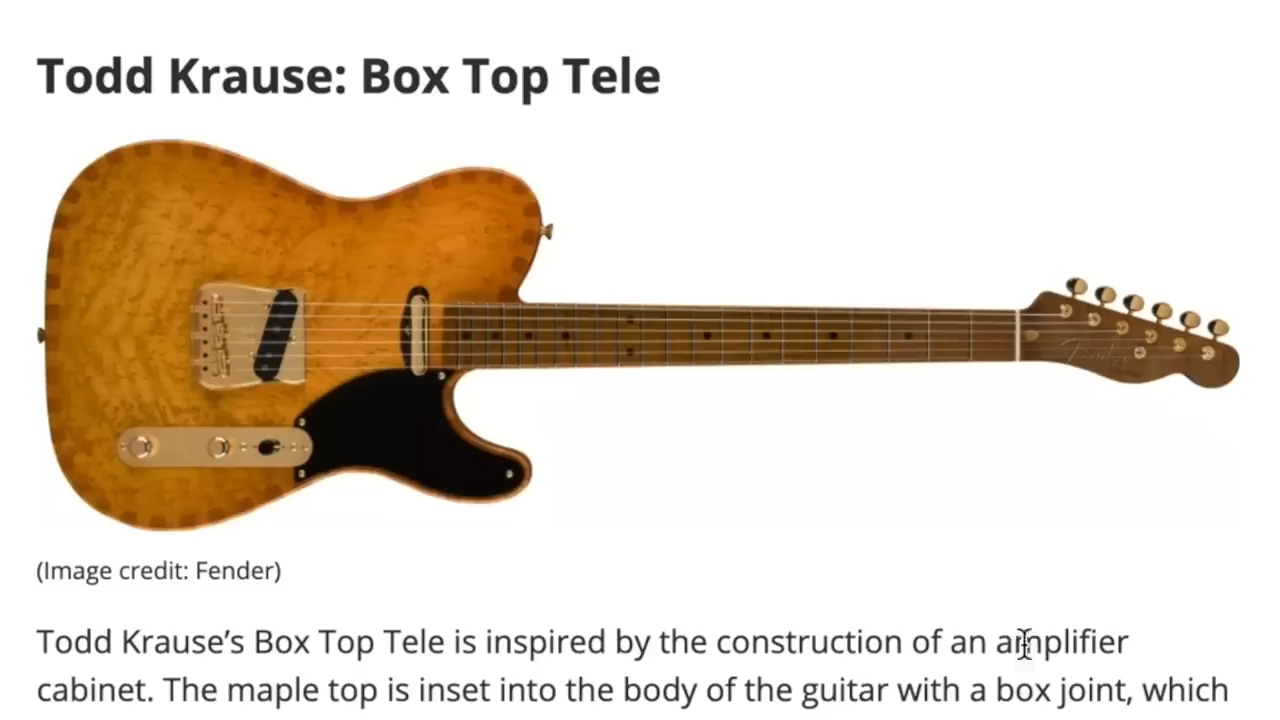 Todd Krause: Box Top Tele
Fender
(Image credit: Fender)
Todd Krause’s Box Top Tele is inspired by the construction of an amplifier
cabinet. The maple top is inset into the body of the guitar with a box joint, which